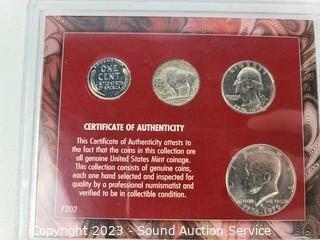 ONE
CENT
LIBERTY
CERTIFICATE OF AUTHENTICITY
This Certificate of Authenticity attests to
the fact that the coins in this collection are
all genuine United States Mint coinage.
This collection consists of genuine coins,
each one hand selected and inspected for
quality by a professional numismatist and
verified to be in collectible condition.
7202
Copyright 2023 - Sound Auction Service